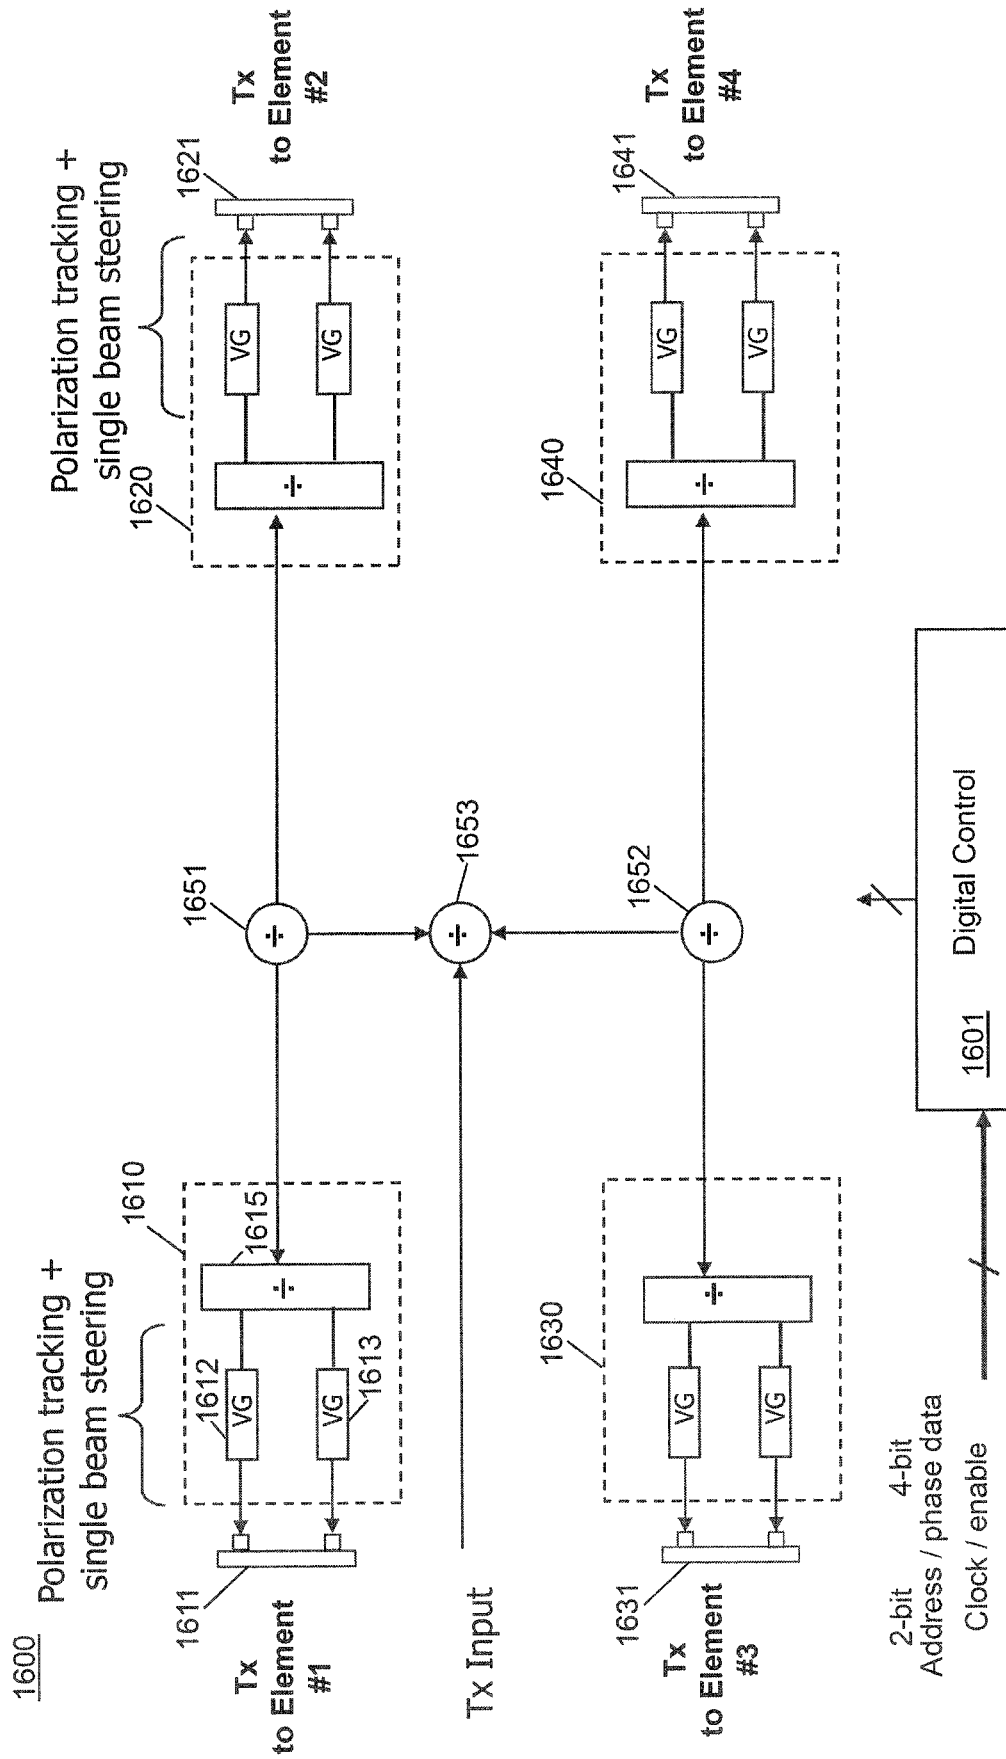 1600
Polarization tracking +
single beam steering
Polarization tracking +
single beam steering
1611
1612
VG
VG
1613
1610
1615
÷
Tx
to Element
#1
1620
÷
VG
VG
1621
Tx
to Element
#2
1651
÷
1653
÷
1652
÷
Tx Input
1631
VG
VG
1630
÷
Tx
to Element
#3
1640
÷
VG
VG
1641
Tx
to Element
#4
2-bit 4-bit
Address / phase data
Clock / enable
1601
Digital Control